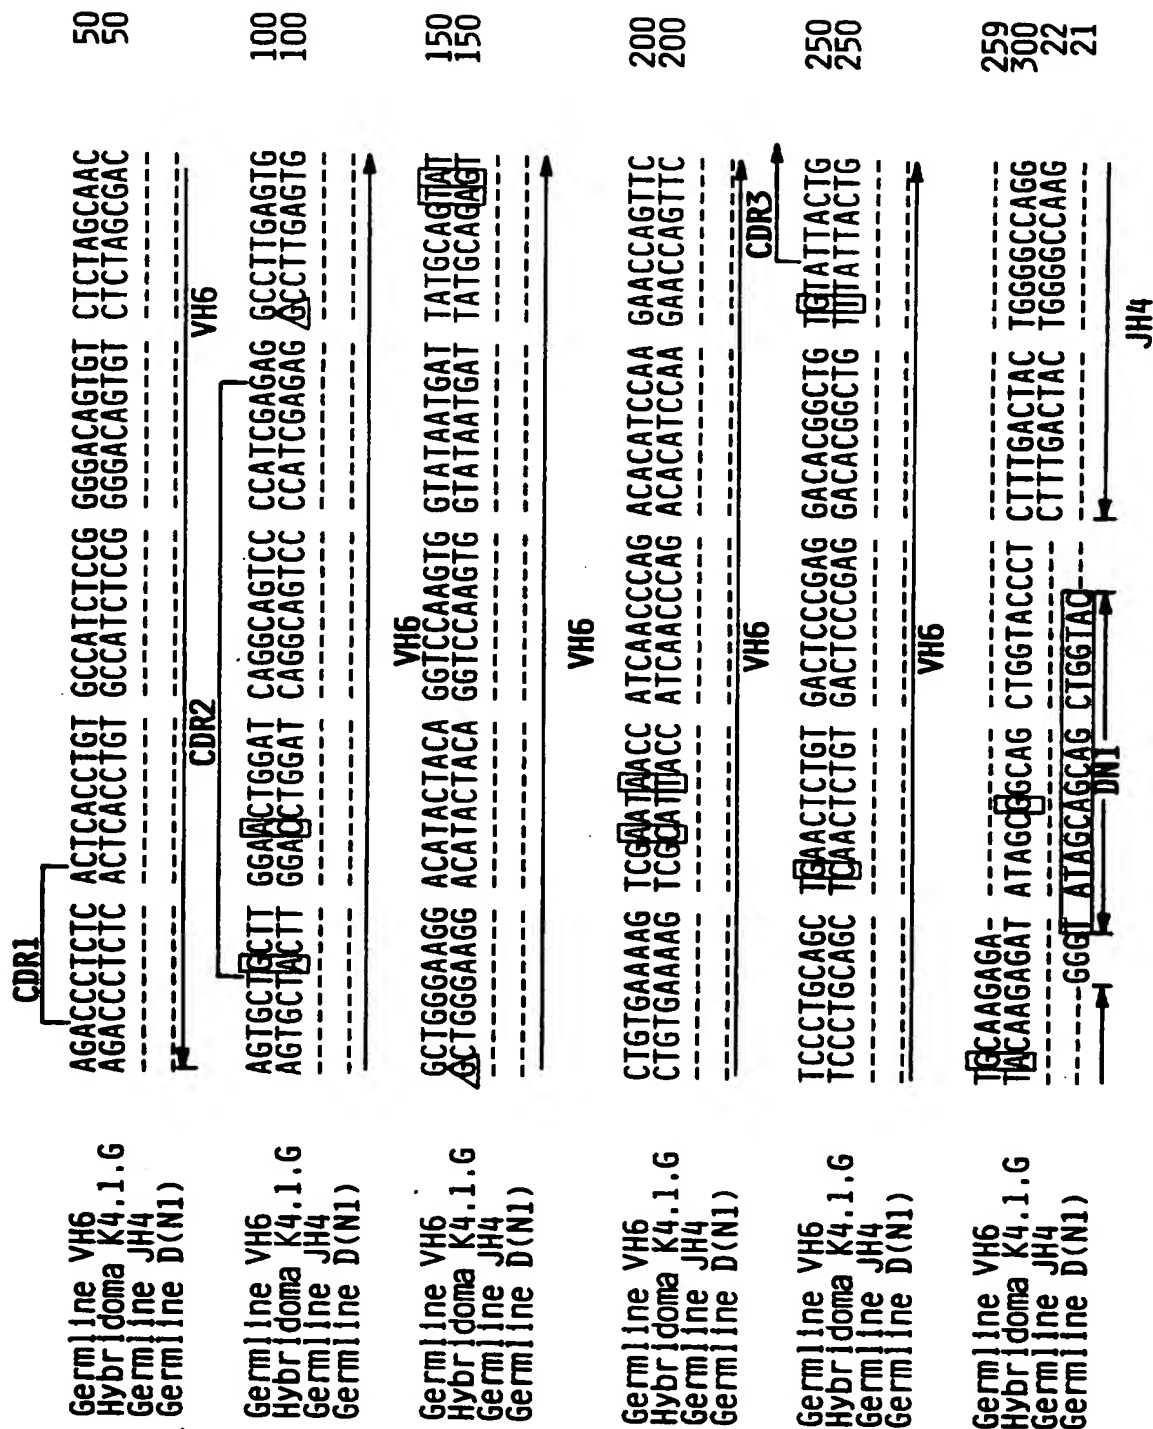 CDR1
Germline VH6 AGACCCTCTC ACTCACCTGT GCCATCTCCG GGGACAGTGT CTCTAGCAAC 50
Hybridoma K4.1.G AGACCCTCTC ACTCACCTGT GCCATCTCCG GGGACAGTGT CTCTAGCGAC 50
Germline JH4 ---------- ---------- ---------- ---------- ----------
Germline D(N1) ---------- ---------- ---------- ---------- ----------
VH6
CDR2
Germline VH6 AGTGCTGCTT GGAACTGGAT CAGGCAGTCC CCATCGAGAG GCCTTGAGTG 100
Hybridoma K4.1.G AGTGCTACTT GGACCTGGAT CAGGCAGTCC CCATCGAGAG GCCTTGAGTG 100
Germline JH4 ---------- ---------- ---------- ---------- ----------
Germline D(N1) ---------- ---------- ---------- ---------- ----------
VH6
Germline VH6 GCTGGGAAGG ACATACTACA GGTCCAAGTG GTATAATGAT TATGCAGTAT 150
Hybridoma K4.1.G GCTGGGAAGG ACATACTACA GGTCCAAGTG GTATAATGAT TATGCAGAGT 150
Germline JH4 ---------- ---------- ---------- ---------- ----------
Germline D(N1) ---------- ---------- ---------- ---------- ----------
VH6
Germline VH6 CTGTGAAAAG TCGAATAACC ATCAACCCAG ACACATCCAA GAACCAGTTC 200
Hybridoma K4.1.G CTGTGAAAAG TCGCATTACC ATCAACCCAG ACACATCCAA GAACCAGTTC 200
Germline JH4 ---------- ---------- ---------- ---------- ----------
Germline D(N1) ---------- ---------- ---------- ---------- ----------
VH6
CDR3
Germline VH6 TCCCTGCAGC TGAACTCTGT GACTCCCGAG GACACGGCTG TGTATTACTG 250
Hybridoma K4.1.G TCCCTGCAGC TCAACTCTGT GACTCCCGAG GACACGGCTG TTTATTACTG 250
Germline JH4 ---------- ---------- ---------- ---------- ----------
Germline D(N1) ---------- ---------- ---------- ---------- ----------
VH6
Germline VH6 TGCAAGAGA- ---------- ---------- ---------- ---------- 259
Hybridoma K4.1.G TACAAGAGAT ATAGCGGCAG CTGGTACCCT CTTTGACTAC TGGGGCCAGG 300
Germline JH4 ---------- ---------- ---------- CTTTGACTAC TGGGGCCAAG 22
Germline D(N1) ------GGGT ATAGCAGCAG CTGGTAC--- ---------- ---------- 21
DN1
JH4